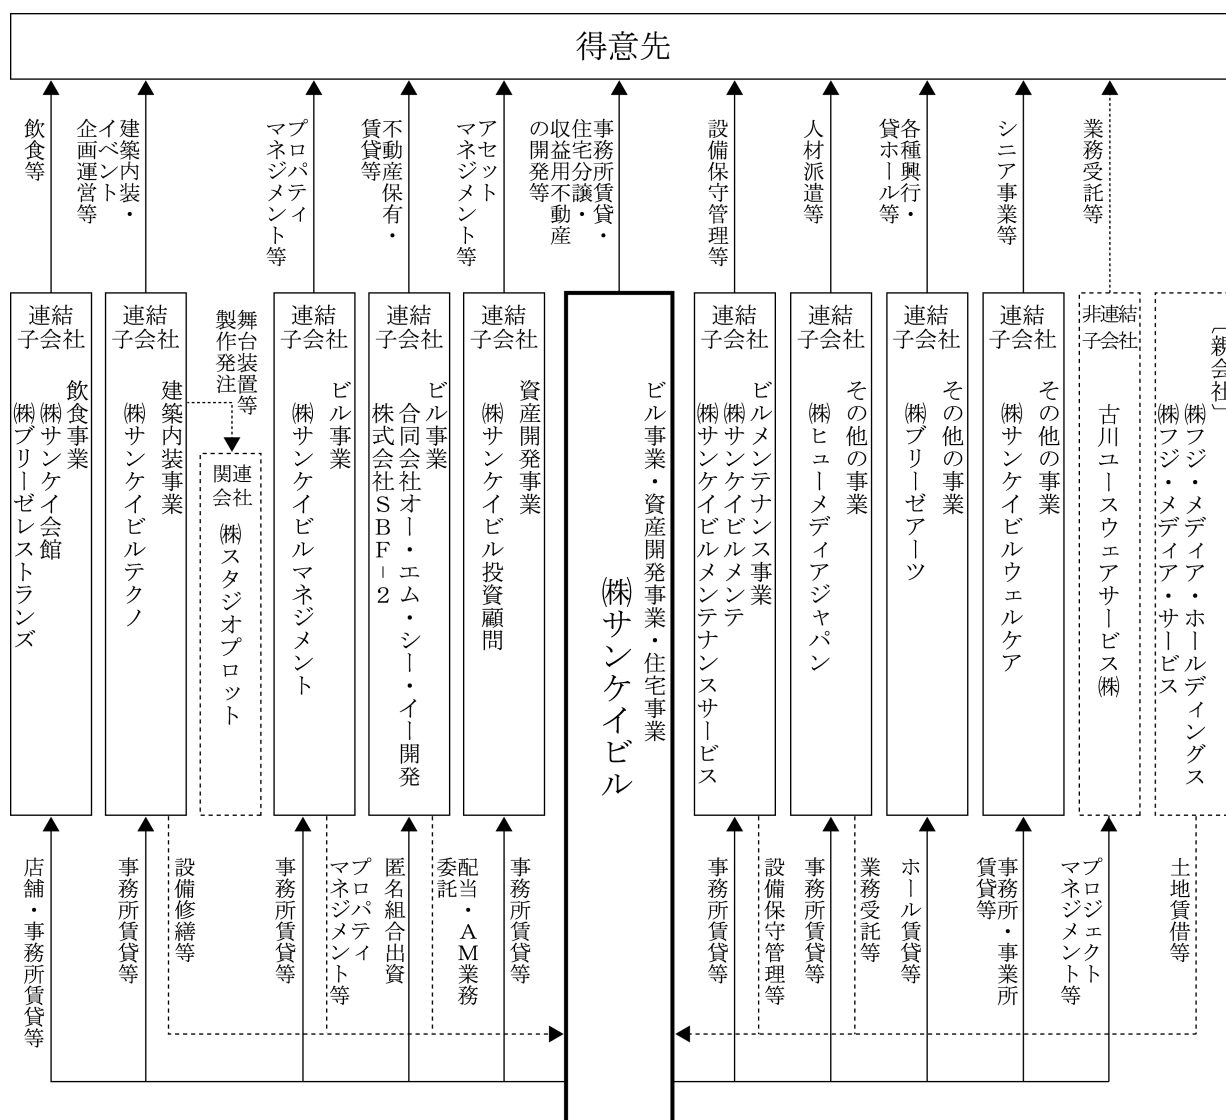 得意先
飲食等
建築内装・
イベント
企画運営等
プロパティ
マネジメント等
不動産保有・
賃貸等
アセット
マネジメント等
事務所賃貸・
住宅分譲・
収益用不動産
の開発等
設備保守管理等
人材派遣等
各種興行・
貸ホール等
シニア事業等
業務受託等
連結
子会社
飲食事業
㈱サンケイ会館
㈱ブリーゼレストランズ
連結
子会社
建築内装事業
㈱サンケイビルテクノ
舞台装置等
製作発注
関連
会社
㈱スタジオプロット
連結
子会社
ビル事業
㈱サンケイビルマネジメント
連結
子会社
ビル事業
合同会社オー・エム・シー・イー開発
株式会社SBF-2
連結
子会社
資産開発事業
㈱サンケイビル投資顧問
ビル事業・資産開発事業・住宅事業
㈱サンケイビル
連結
子会社
ビルメンテナンス事業
㈱サンケイビルメンテ
㈱サンケイビルメンテナンスサービス
連結
子会社
その他の事業
㈱ヒューメディアジャパン
連結
子会社
その他の事業
㈱ブリーゼアーツ
連結
子会社
その他の事業
㈱サンケイビルウェルケア
非連結
子会社
古川ユースウェアサービス㈱
〔親会社〕
㈱フジ・メディア・ホールディングス
㈱フジ・メディア・サービス
店舗・事務所賃貸等
事務所賃貸等
設備修繕等
事務所賃貸等
プロパティ
マネジメント等
匿名組合出資
配当・AM業務
委託
事務所賃貸等
事務所賃貸等
設備保守管理等
事務所賃貸等
業務受託等
ホール賃貸等
事務所・事業所
賃貸等
プロジェクト
マネジメント等
土地賃借等